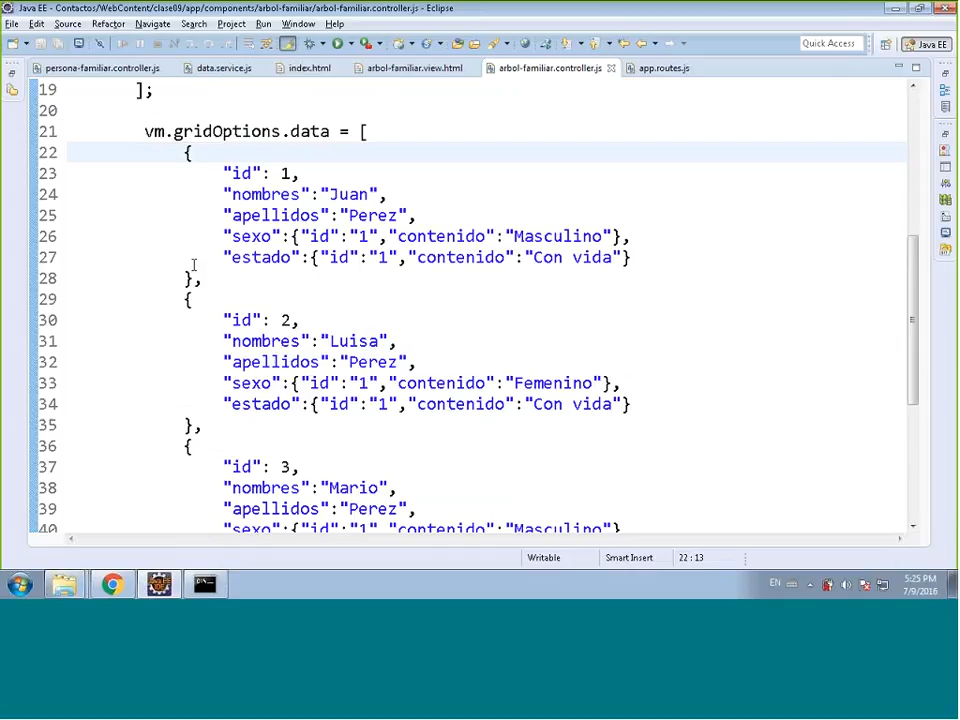 Java EE - Contactos/WebContent/clase09/app/components/arbol-familiar/arbol-familiar.controller.js - Eclipse
File Edit Source Refactor Navigate Search Project Run Window Help
Quick Access
Java EE
persona-familiar.controller.js data.service.js index.html arbol-familiar.view.html arbol-familiar.controller.js app.routes.js
19 ];
20
21 vm.gridOptions.data = [
22 {
23 "id": 1,
24 "nombres":"Juan",
25 "apellidos":"Perez",
26 "sexo":{"id":"1","contenido":"Masculino"},
27 "estado":{"id":"1","contenido":"Con vida"}
28 },
29 {
30 "id": 2,
31 "nombres":"Luisa",
32 "apellidos":"Perez",
33 "sexo":{"id":"1","contenido":"Femenino"},
34 "estado":{"id":"1","contenido":"Con vida"}
35 },
36 {
37 "id": 3,
38 "nombres":"Mario",
39 "apellidos":"Perez",
40 "sexo":{"id":"1","contenido":"Masculino"}
Writable Smart Insert 22 : 13
EN 5:25 PM
7/9/2016